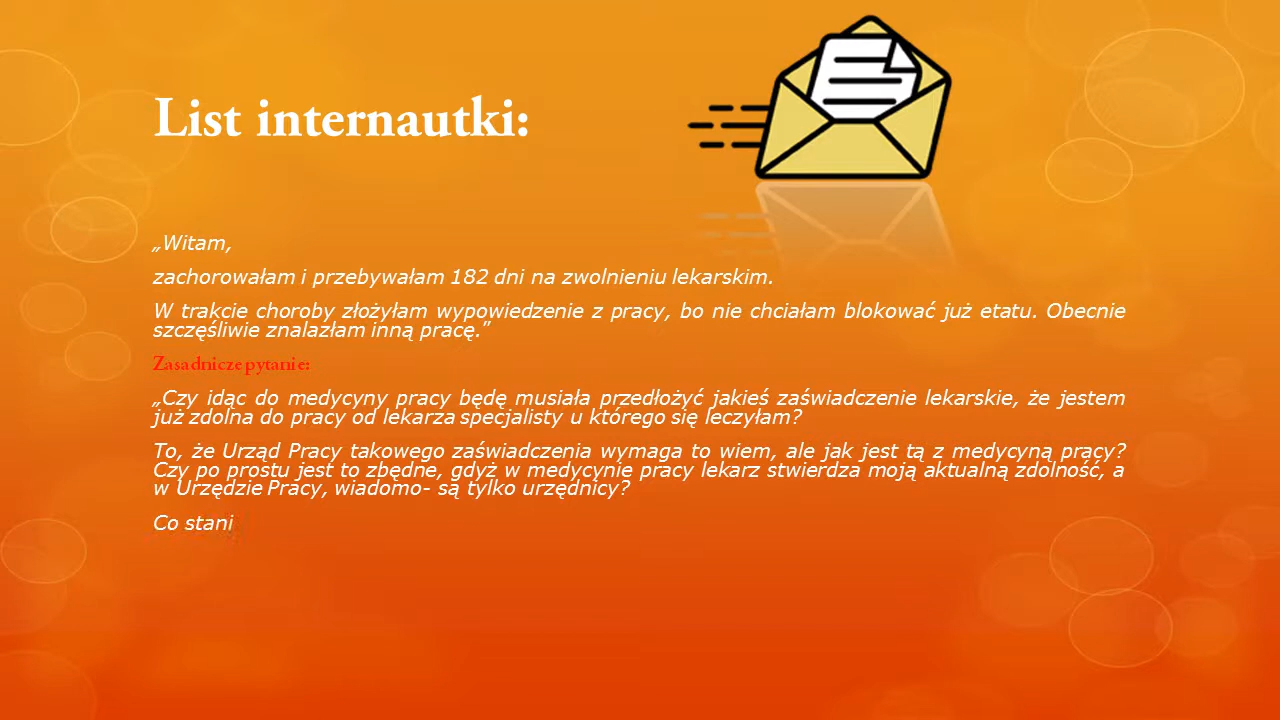 List internautki:
„Witam,
zachorowałam i przebywałam 182 dni na zwolnieniu lekarskim.
W trakcie choroby złożyłam wypowiedzenie z pracy, bo nie chciałam blokować już etatu. Obecnie
szczęśliwie znalazłam inną pracę."
Zasadnicze pytanie:
„Czy idąc do medycyny pracy będę musiała przedłożyć jakieś zaświadczenie lekarskie, że jestem
już zdolna do pracy od lekarza specjalisty u którego się leczyłam?
To, że Urząd Pracy takowego zaświadczenia wymaga to wiem, ale jak jest tą z medycyną pracy?
Czy po prostu jest to zbędne, gdyż w medycynie pracy lekarz stwierdza moją aktualną zdolność, a
w Urzędzie Pracy, wiadomo- są tylko urzędnicy?
Co stani